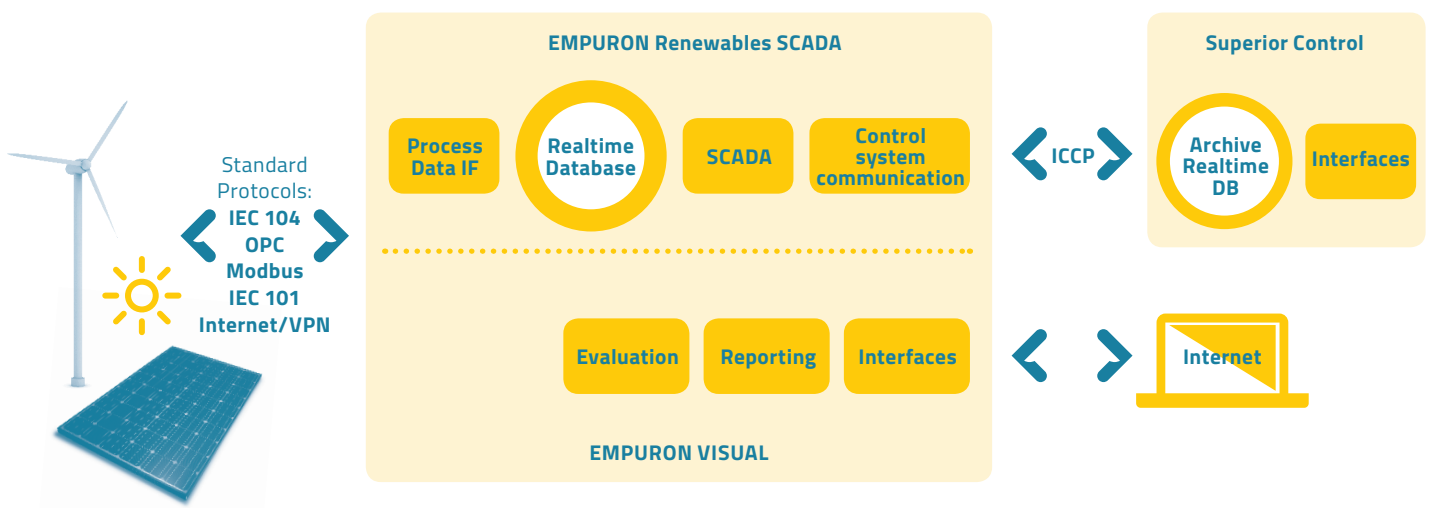 Standard
Protocols:
IEC 104
OPC
Modbus
IEC 101
Internet/VPN
EMPURON Renewables SCADA
Process
Data IF
Realtime
Database
SCADA
Control
system
communication
Evaluation
Reporting
Interfaces
EMPURON VISUAL
ICCP
Superior Control
Archive
Realtime
DB
Interfaces
Internet